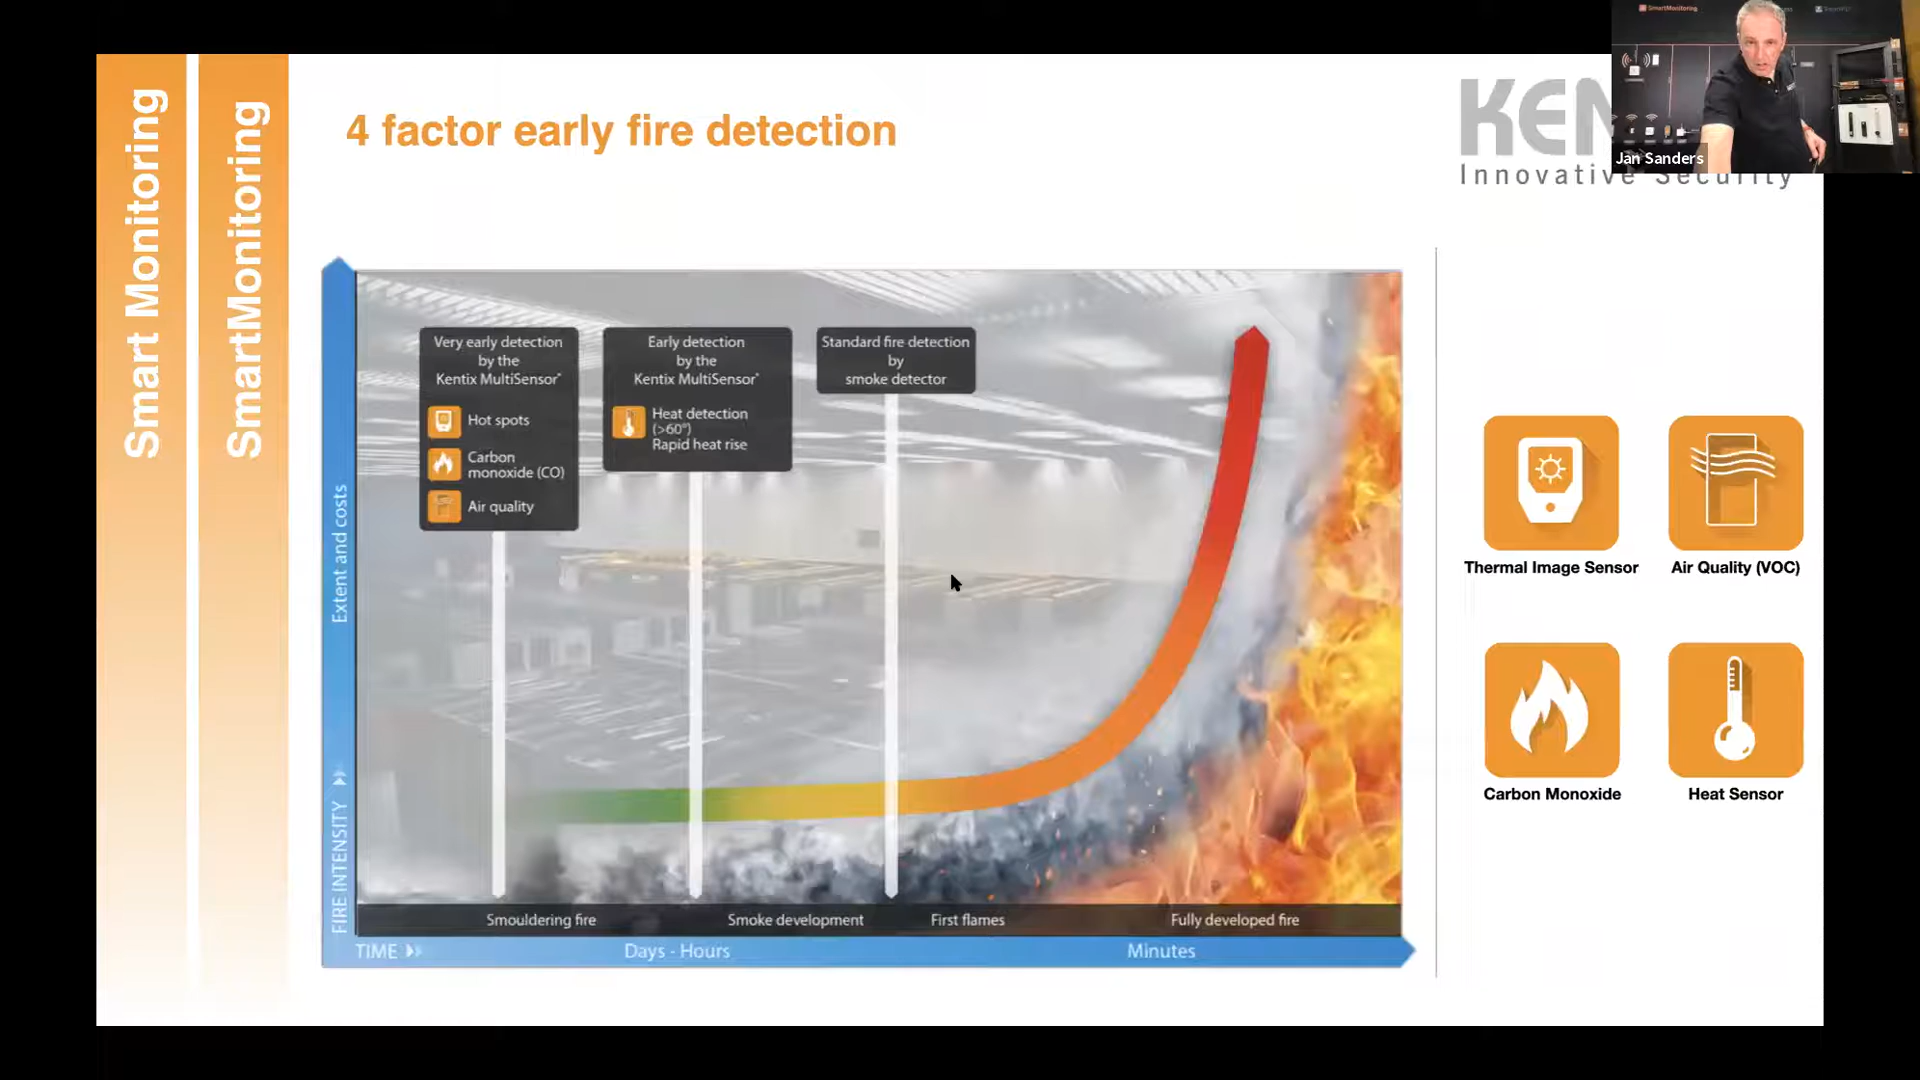 Smart Monitoring
SmartMonitoring
4 factor early fire detection
KEN
Innovative Security
SmartMonitoring
Jan Sanders
Very early detection
by the
Kentix MultiSensor*
Hot spots
Carbon
monoxide (CO)
Air quality
Early detection
by the
Kentix MultiSensor*
Heat detection
(>60°)
Rapid heat rise
Standard fire detection
by
smoke detector
Extent and costs
FIRE INTENSITY
Smouldering fire
Smoke development
First flames
Fully developed fire
TIME
Days - Hours
Minutes
Thermal Image Sensor
Air Quality (VOC)
Carbon Monoxide
Heat Sensor